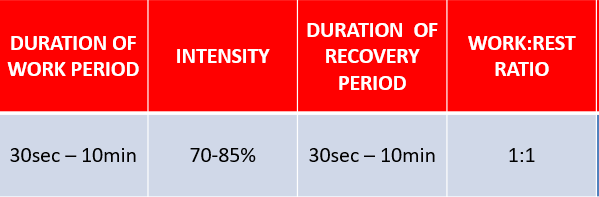 DURATION OF
WORK PERIOD
INTENSITY
DURATION OF
RECOVERY
PERIOD
WORK:REST
RATIO
30sec – 10min
70-85%
30sec – 10min
1:1